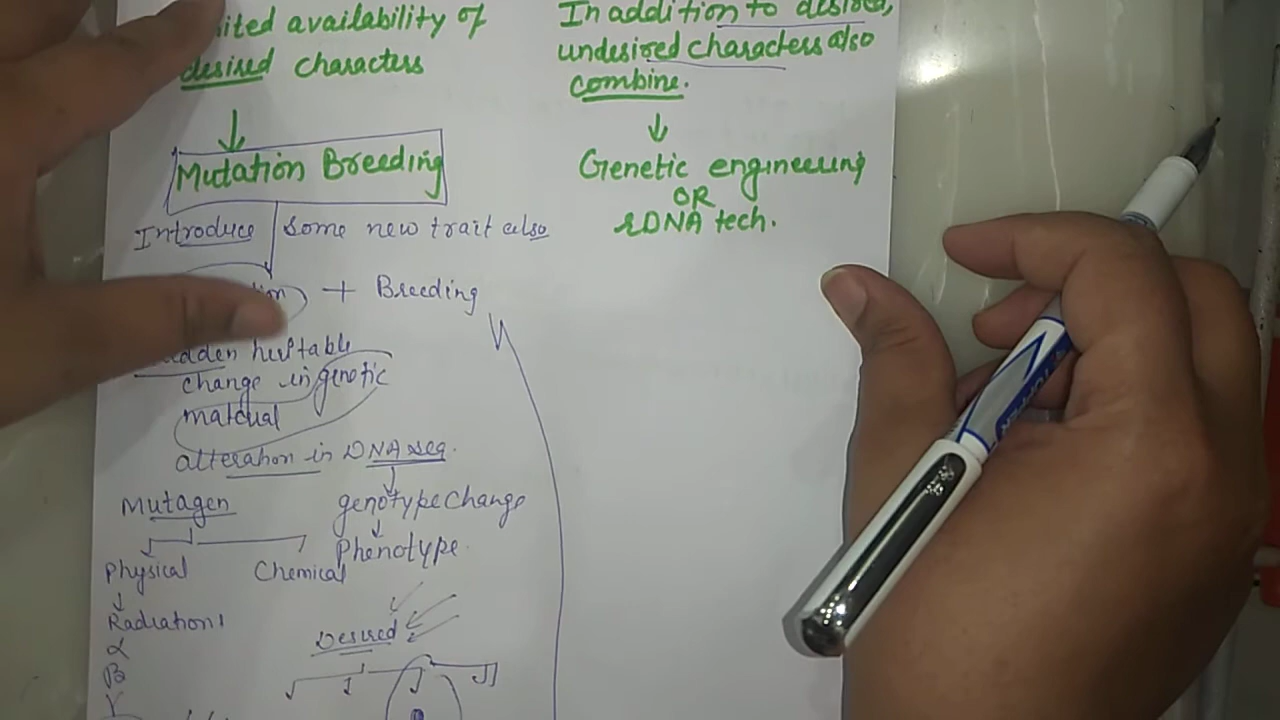 ited availability of
desired characters
Mutation Breeding
Introduce some new trait also
+ Breeding
heritable
change in genetic
material
alteration in DNA seq.
Mutagen
Physical Chemical
Radiation
α
β
γ
genotype change
Phenotype
Desired
In addition to desired,
undesired characters also
combine.
Genetic engineering
OR
rDNA tech.